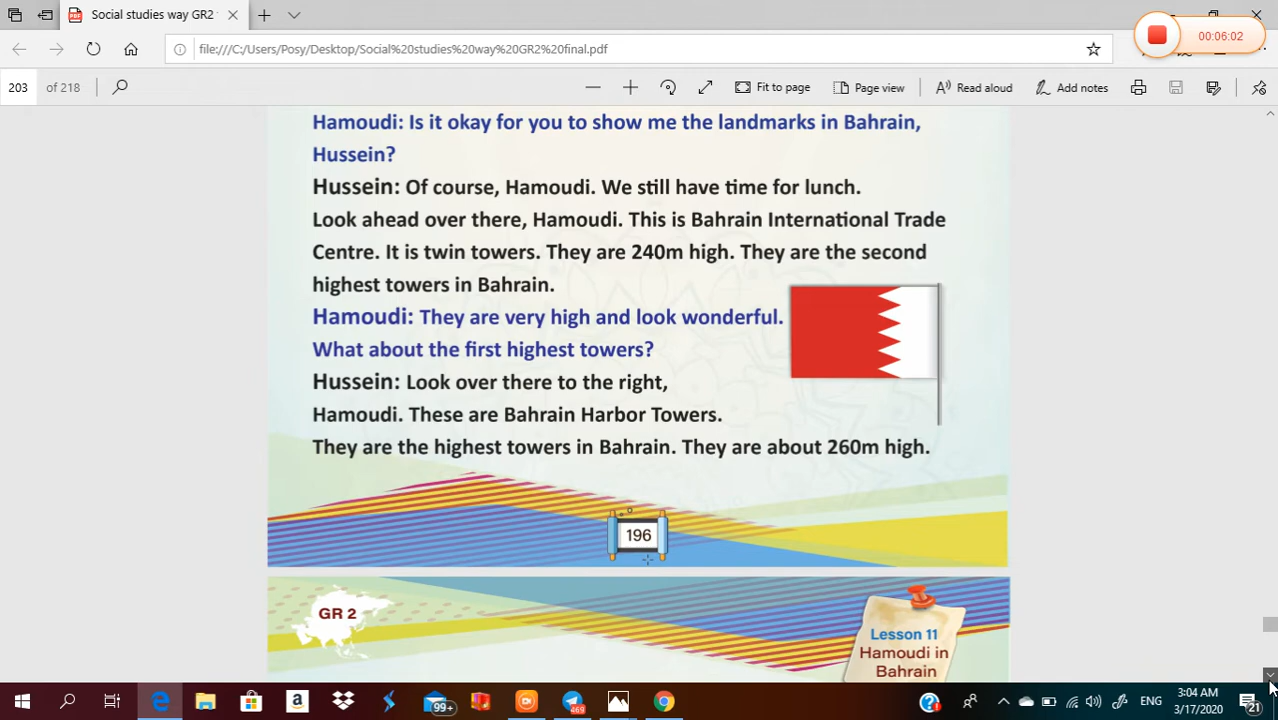 Social studies way GR2
00:06:02
file:///C:/Users/Posy/Desktop/Social%20studies%20way%20GR2%20final.pdf
203 of 218
Fit to page
Page view
Read aloud
Add notes
Hamoudi: Is it okay for you to show me the landmarks in Bahrain,
Hussein?
Hussein: Of course, Hamoudi. We still have time for lunch.
Look ahead over there, Hamoudi. This is Bahrain International Trade
Centre. It is twin towers. They are 240m high. They are the second
highest towers in Bahrain.
Hamoudi: They are very high and look wonderful.
What about the first highest towers?
Hussein: Look over there to the right,
Hamoudi. These are Bahrain Harbor Towers.
They are the highest towers in Bahrain. They are about 260m high.
196
GR 2
Lesson 11
Hamoudi in
Bahrain
99+
469
ENG
3:04 AM
3/17/2020
21